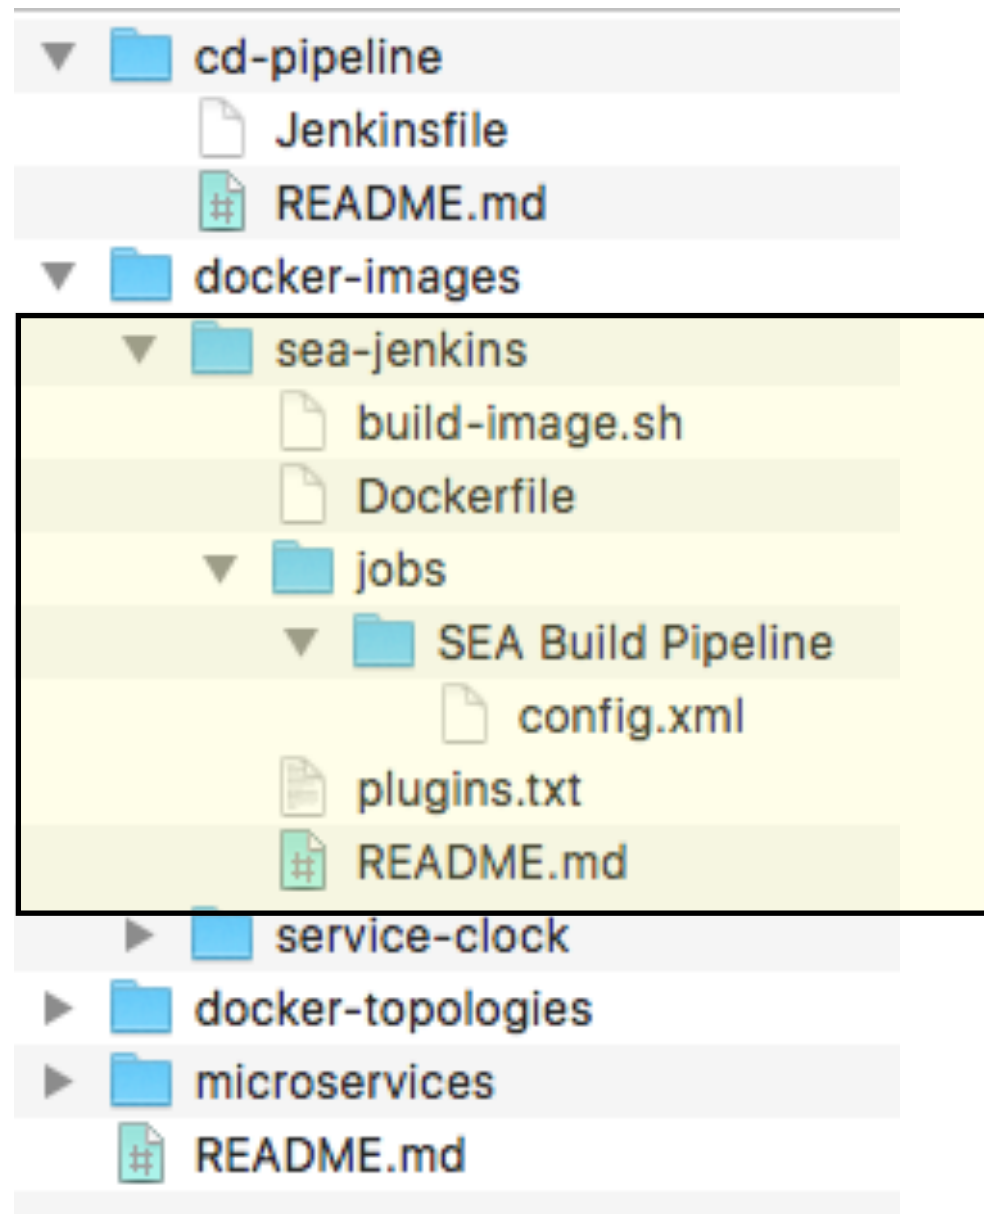 cd-pipeline
Jenkinsfile
README.md
docker-images
sea-jenkins
build-image.sh
Dockerfile
jobs
SEA Build Pipeline
config.xml
plugins.txt
README.md
service-clock
docker-topologies
microservices
README.md